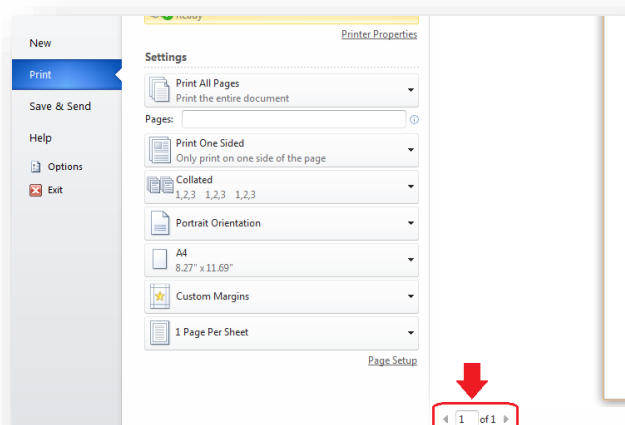 Ready
Printer Properties
New
Settings
Print
Print All Pages
Print the entire document
Save & Send
Pages:
Help
Print One Sided
Only print on one side of the page
Options
Collated
1,2,3 1,2,3 1,2,3
Exit
Portrait Orientation
A4
8.27" x 11.69"
Custom Margins
1 Page Per Sheet
Page Setup
1 of 1